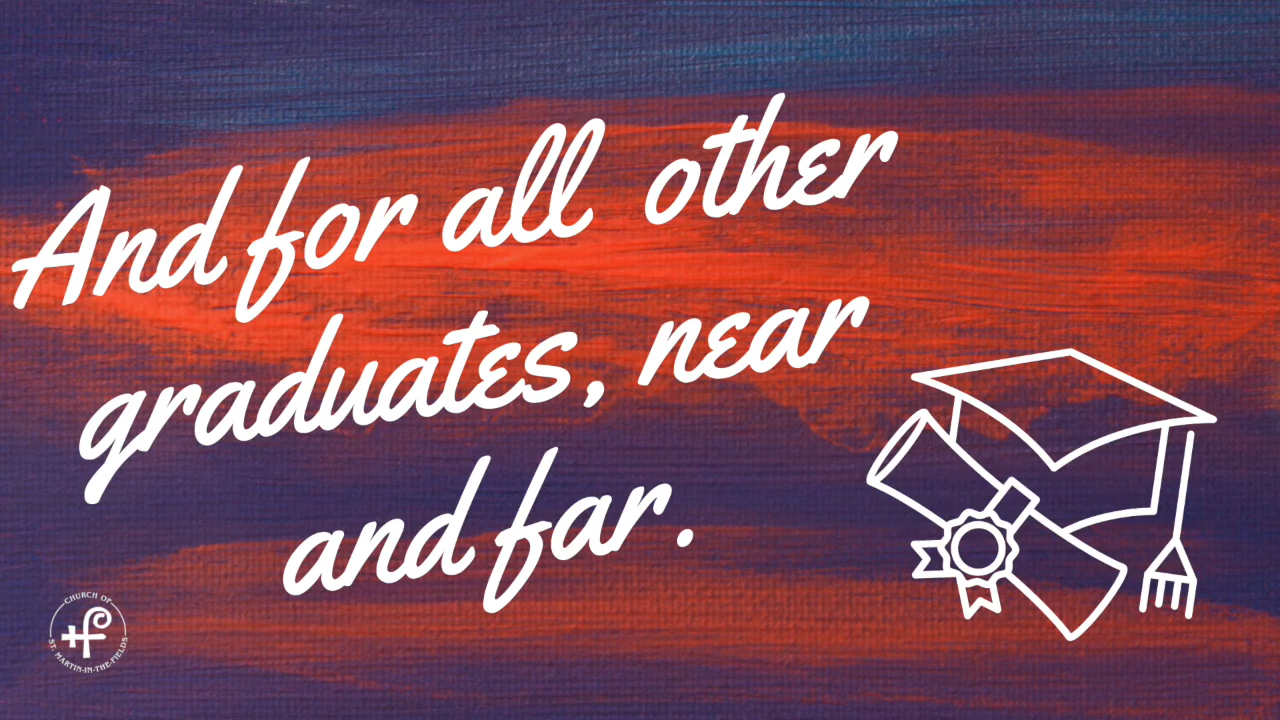 And for all other
graduates, near
and far.
CHURCH OF
ST. MARTIN-IN-THE-FIELDS